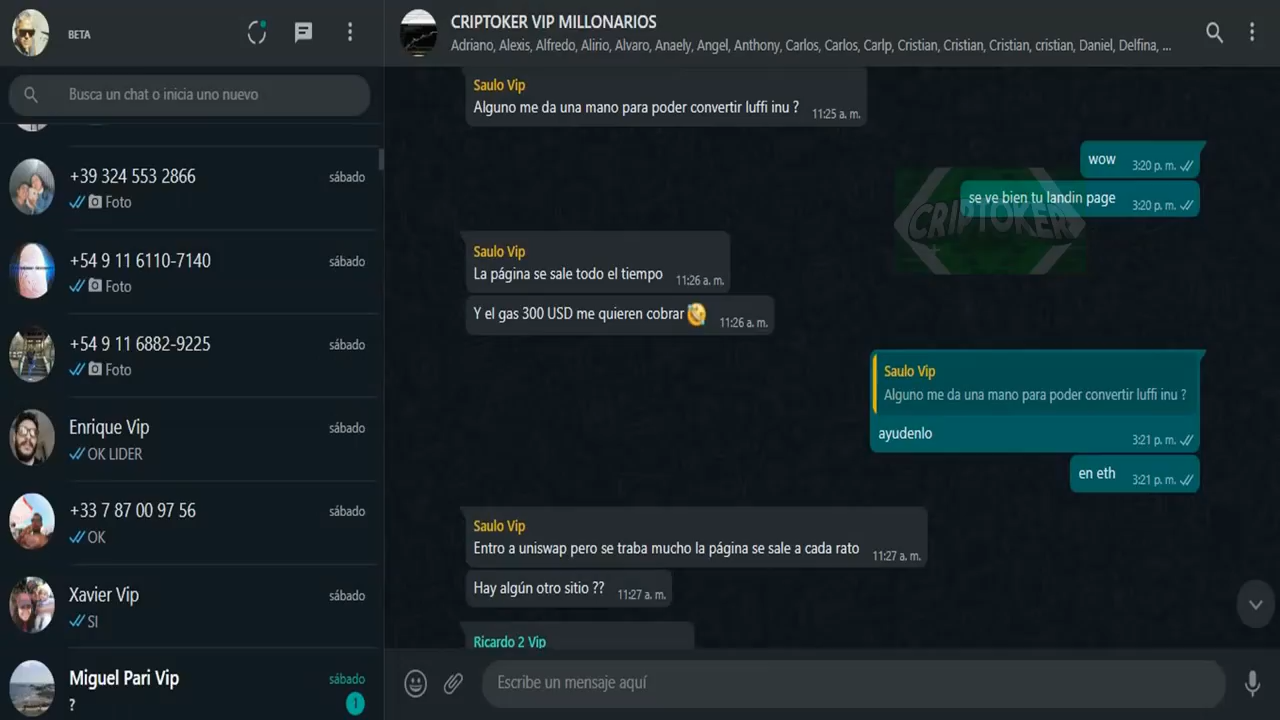 BETA
Busca un chat o inicia uno nuevo
+39 324 553 2866
sábado
Foto
+54 9 11 6110-7140
sábado
Foto
+54 9 11 6882-9225
sábado
Foto
Enrique Vip
sábado
OK LIDER
+33 7 87 00 97 56
sábado
OK
Xavier Vip
sábado
SI
Miguel Pari Vip
sábado
?
1
CRIPTOKER VIP MILLONARIOS
Adriano, Alexis, Alfredo, Alirio, Alvaro, Anaely, Angel, Anthony, Carlos, Carlos, Carlp, Cristian, Cristian, Cristian, cristian, Daniel, Delfina, ...
Saulo Vip
Alguno me da una mano para poder convertir luffi inu ?
11:25 a. m.
wow
3:20 p. m.
se ve bien tu landin page
3:20 p. m.
CRIPTOKER
Saulo Vip
La página se sale todo el tiempo
11:26 a. m.
Y el gas 300 USD me quieren cobrar
11:26 a. m.
Saulo Vip
Alguno me da una mano para poder convertir luffi inu ?
ayudenlo
3:21 p. m.
en eth
3:21 p. m.
Saulo Vip
Entro a uniswap pero se traba mucho la página se sale a cada rato
11:27 a. m.
Hay algún otro sitio ??
11:27 a. m.
Ricardo 2 Vip
Escribe un mensaje aquí